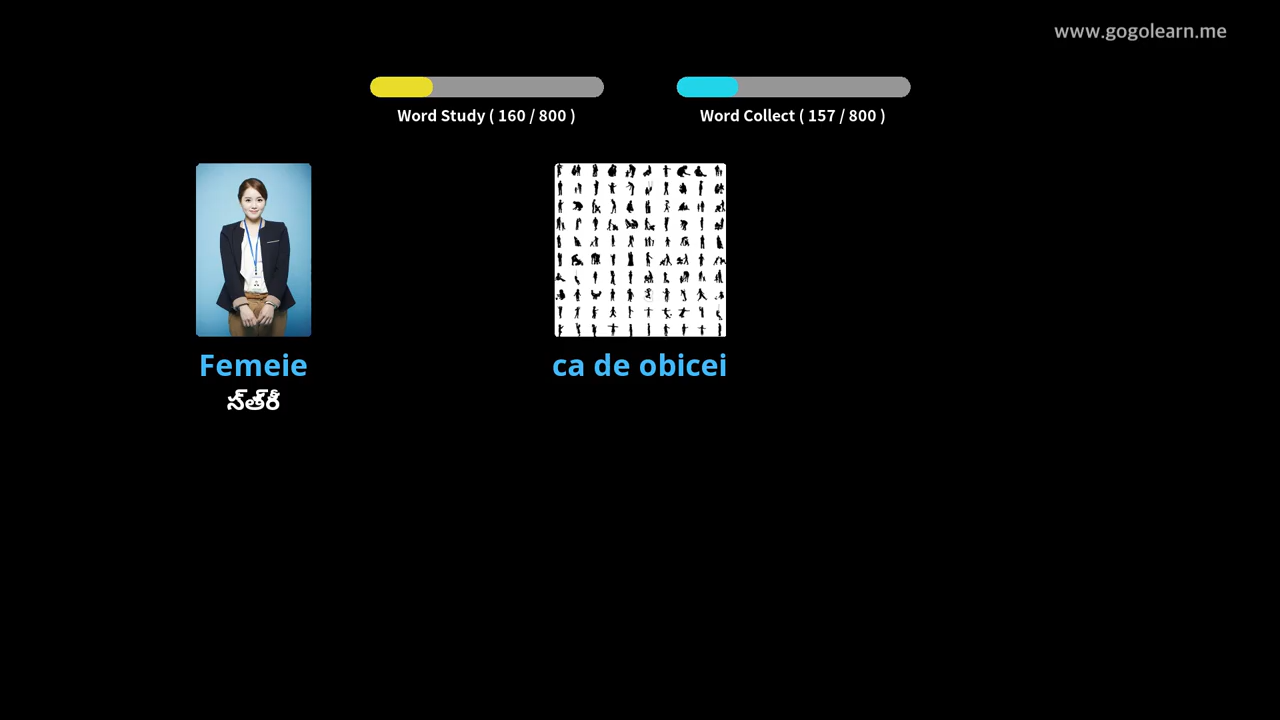 www.gogolearn.me
Word Study ( 160 / 800 )
Word Collect ( 157 / 800 )
Femeie
ca de obicei
స్త్రీ